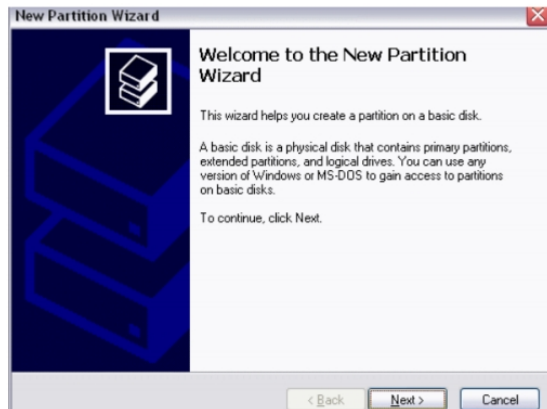 New Partition Wizard
Welcome to the New Partition
Wizard
This wizard helps you create a partition on a basic disk.
A basic disk is a physical disk that contains primary partitions,
extended partitions, and logical drives. You can use any
version of Windows or MS-DOS to gain access to partitions
on basic disks.
To continue, click Next.
< Back
Next >
Cancel